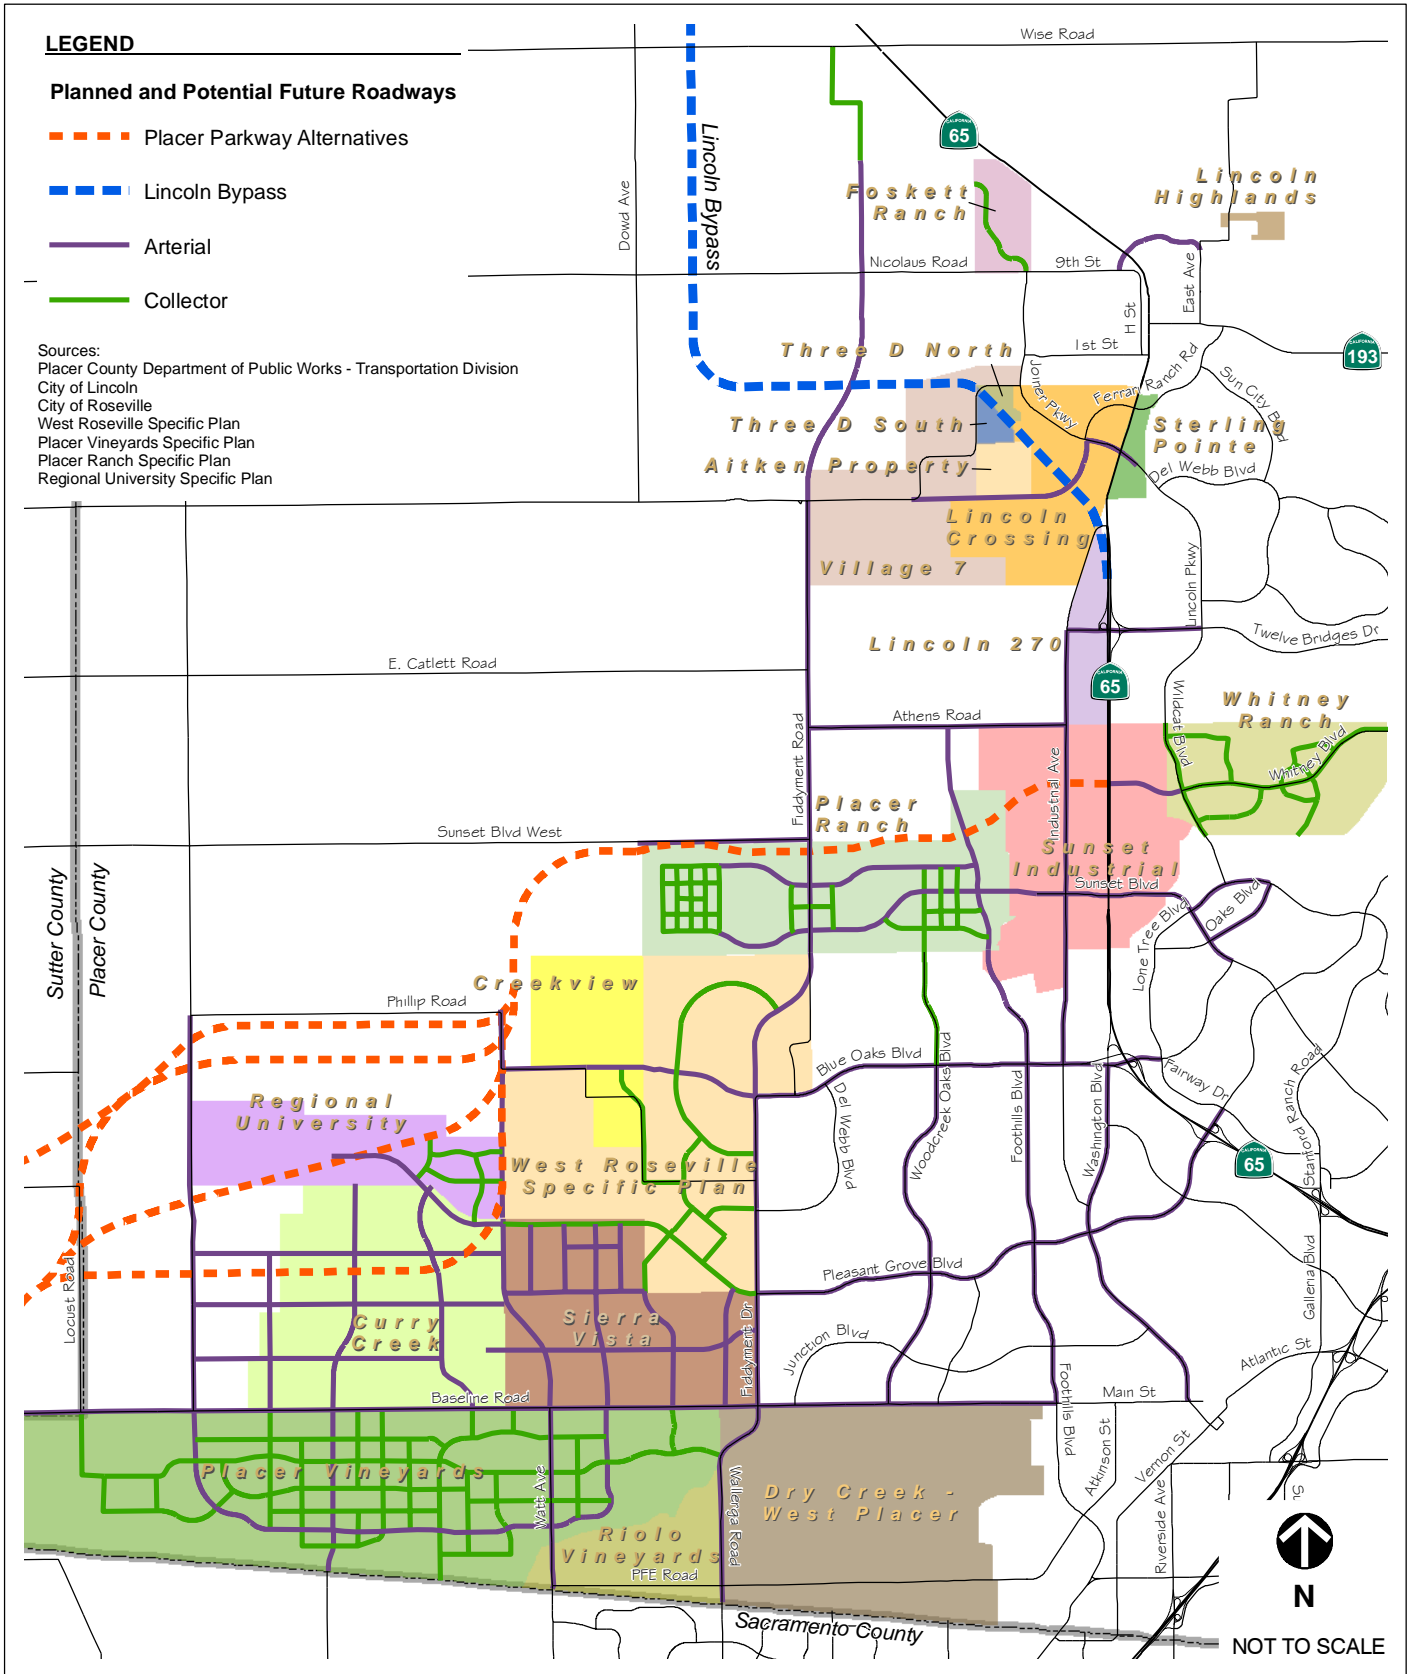 LEGEND
Planned and Potential Future Roadways
Placer Parkway Alternatives
Lincoln Bypass
Arterial
Collector
Sources:
Placer County Department of Public Works - Transportation Division
City of Lincoln
City of Roseville
West Roseville Specific Plan
Placer Vineyards Specific Plan
Placer Ranch Specific Plan
Regional University Specific Plan
Wise Road
CALIFORNIA
65
Lincoln Bypass
Dowd Ave
Foskett
Ranch
Lincoln
Highlands
Nicolaus Road
9th St
East Ave
H St
1st St
CALIFORNIA
193
Three D North
Joiner Pkwy
Ferrari Ranch Rd
Sun City Blvd
Three D South
Sterling
Pointe
Aitken Property
Del Webb Blvd
Lincoln
Crossing
Village 7
Lincoln Pkwy
Lincoln 270
Twelve Bridges Dr
E. Catlett Road
CALIFORNIA
65
Wildcat Blvd
Whitney
Ranch
Athens Road
Fiddyment Road
Industrial Ave
Whitney Blvd
Placer
Ranch
Sunset Blvd West
Sunset
Industrial
Sunset Blvd
Sutter County
Placer County
Lone Tree Blvd
Oaks Blvd
Creekview
Phillip Road
Blue Oaks Blvd
Del Webb Blvd
Woodcreek Oaks Blvd
Foothills Blvd
Washington Blvd
Fairway Dr
Stanford Ranch Road
Regional
University
West Roseville
Specific Plan
CALIFORNIA
65
Pleasant Grove Blvd
Galleria Blvd
Locust Road
Curry
Creek
Sierra
Vista
Fiddyment Dr
Junction Blvd
Atlantic St
Baseline Road
Main St
Foothills Blvd
Atkinson St
Vernon St
Placer Vineyards
Watt Ave
Walerga Road
Dry Creek -
West Placer
Riverside Ave
Su
Riolo
Vineyards
PFE Road
Sacramento County
N
NOT TO SCALE